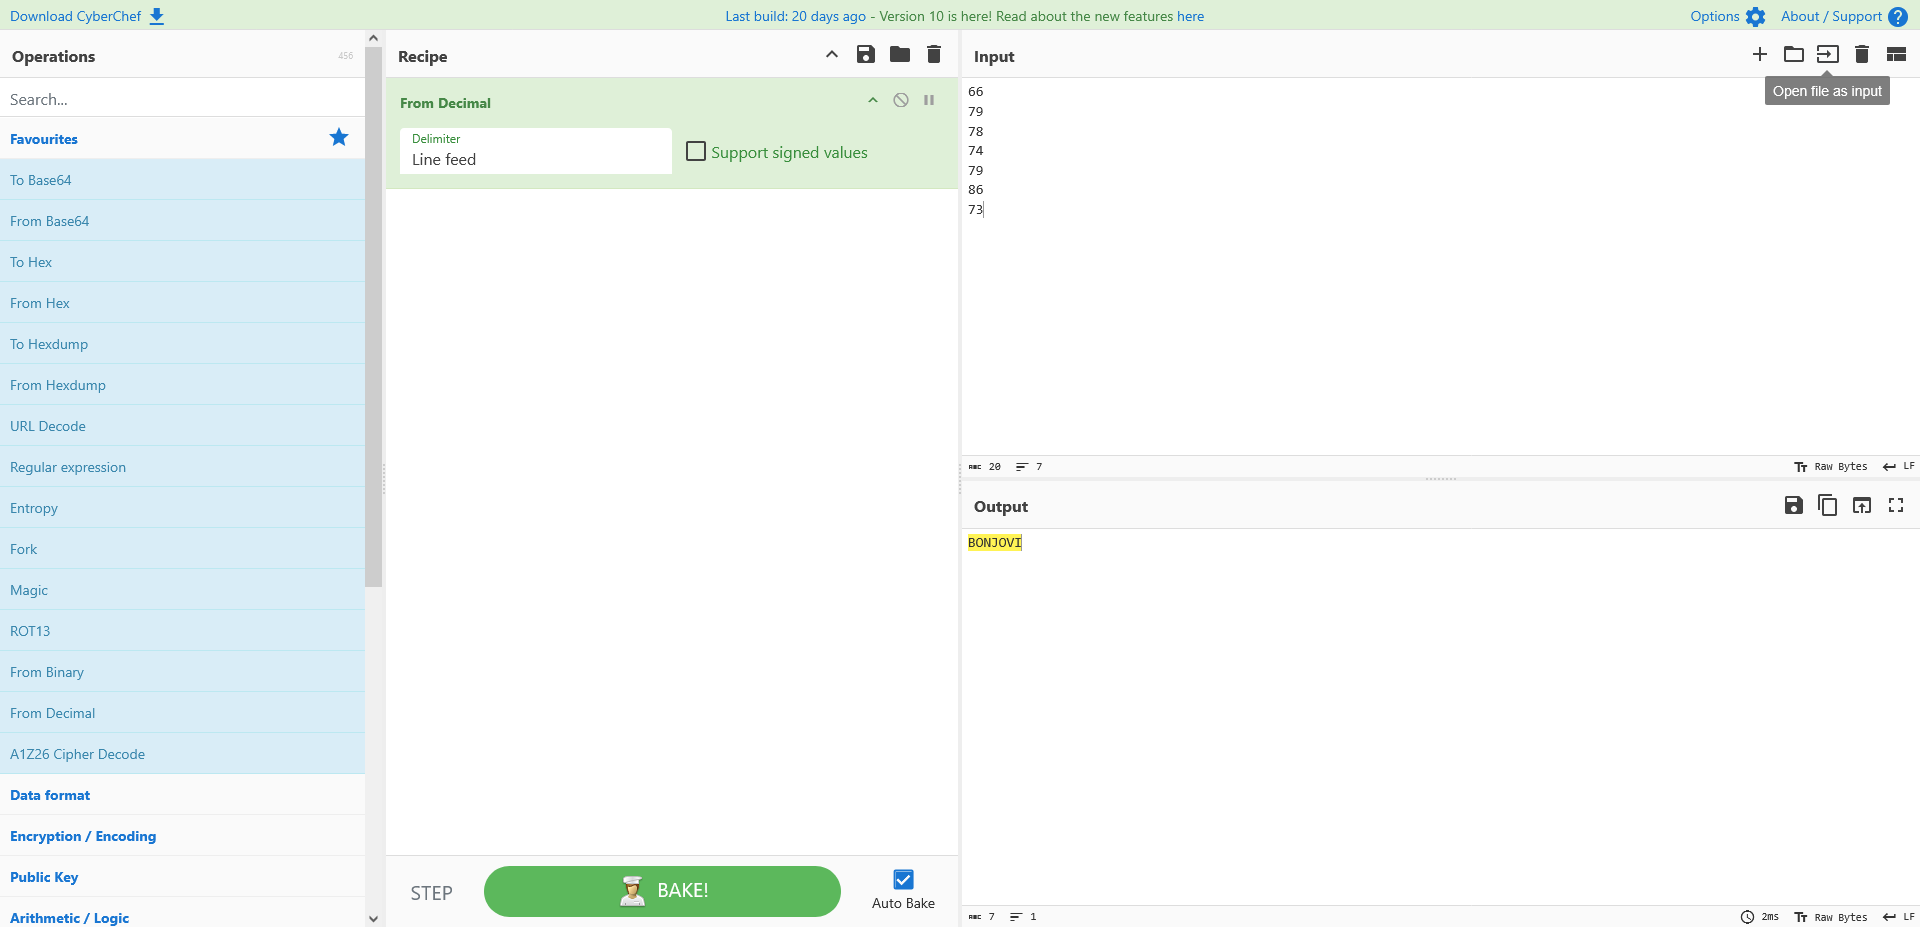 Download CyberChef
Last build: 20 days ago - Version 10 is here! Read about the new features here
Options
About / Support
Operations
456
Search...
Favourites
To Base64
From Base64
To Hex
From Hex
To Hexdump
From Hexdump
URL Decode
Regular expression
Entropy
Fork
Magic
ROT13
From Binary
From Decimal
A1Z26 Cipher Decode
Data format
Encryption / Encoding
Public Key
Arithmetic / Logic
Recipe
From Decimal
Delimiter
Line feed
Support signed values
STEP
BAKE!
Auto Bake
Input
Open file as input
66
79
78
74
79
86
73
ABC 20 7
Tт Raw Bytes LF
Output
BONJOVI
ABC 7 1
2ms Tт Raw Bytes LF